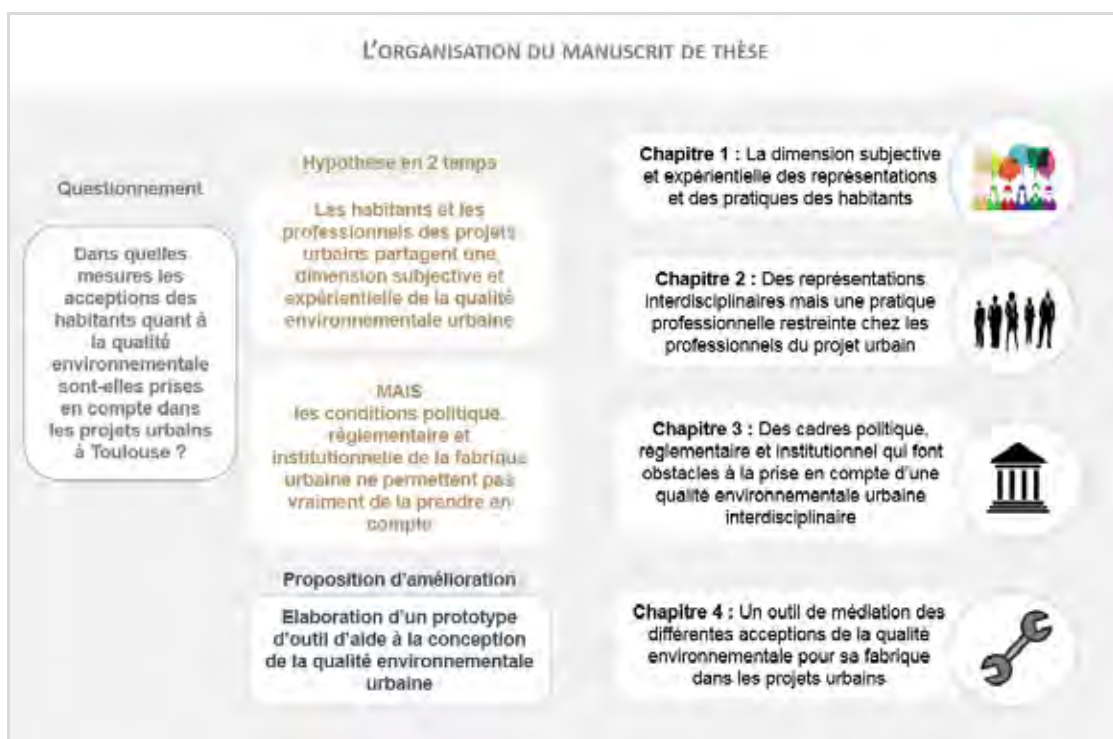 L'ORGANISATION DU MANUSCRIT DE THÈSE
Questionnement
Dans quelles
mesures les
acceptions des
habitants quant à
la qualité
environnementale
sont-elles prises
en compte dans
les projets urbains
à Toulouse ?
Hypothèse en 2 temps
Les habitants et les
professionnels des projets
urbains partagent une
dimension subjective et
expérientielle de la qualité
environnementale urbaine
MAIS
les conditions politique,
règlementaire et
institutionnelle de la fabrique
urbaine ne permettent pas
vraiment de la prendre en
compte
Proposition d'amélioration
Elaboration d'un prototype
d'outil d'aide à la conception
de la qualité environnementale
urbaine
Chapitre 1 : La dimension subjective
et expérientielle des représentations
et des pratiques des habitants
Chapitre 2 : Des représentations
interdisciplinaires mais une pratique
professionnelle restreinte chez les
professionnels du projet urbain
Chapitre 3 : Des cadres politique,
règlementaire et institutionnel qui font
obstacles à la prise en compte d'une
qualité environnementale urbaine
interdisciplinaire
Chapitre 4 : Un outil de médiation des
différentes acceptions de la qualité
environnementale pour sa fabrique
dans les projets urbains